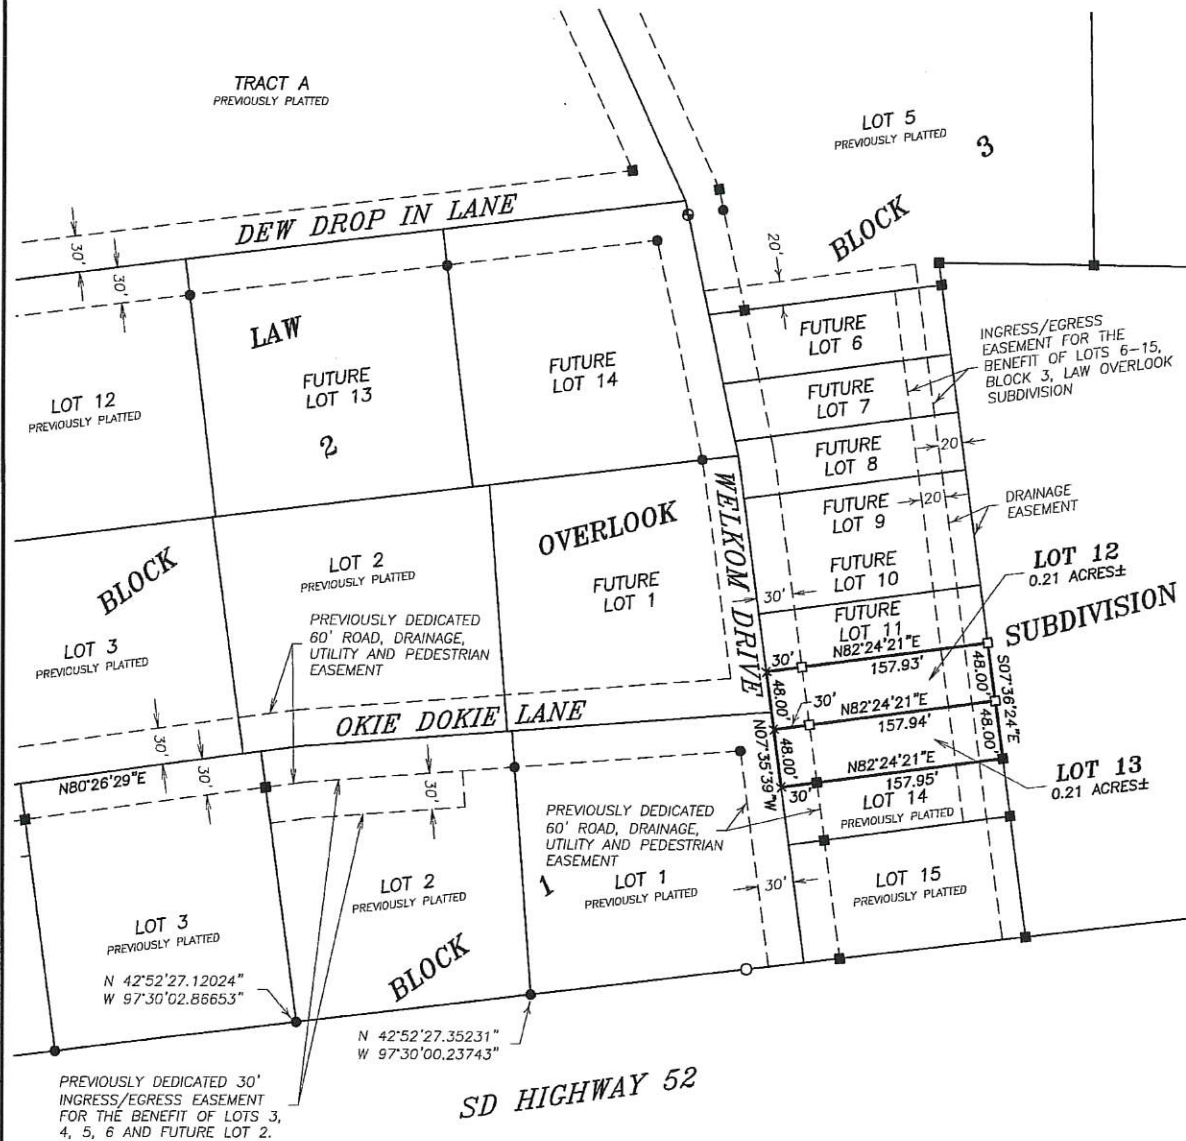 TRACT A
PREVIOUSLY PLATTED
LOT 5
PREVIOUSLY PLATTED
3
BLOCK
DEW DROP IN LANE
30'
30'
20'
LAW
FUTURE
LOT 13
2
FUTURE
LOT 14
LOT 12
PREVIOUSLY PLATTED
FUTURE
LOT 6
INGRESS/EGRESS
EASEMENT FOR THE
BENEFIT OF LOTS 6-15,
BLOCK 3, LAW OVERLOOK
SUBDIVISION
FUTURE
LOT 7
FUTURE
LOT 8
20
FUTURE
LOT 9
20
DRAINAGE
EASEMENT
WELKOM DRIVE
OVERLOOK
FUTURE
LOT 1
BLOCK
LOT 2
PREVIOUSLY PLATTED
LOT 3
PREVIOUSLY PLATTED
PREVIOUSLY DEDICATED
60' ROAD, DRAINAGE,
UTILITY AND PEDESTRIAN
EASEMENT
FUTURE
LOT 10
30'
FUTURE
LOT 11
LOT 12
0.21 ACRES±
SUBDIVISION
N82°24'21"E
157.93'
30'
48.00'
48.00'
S07°36'24"E
30'
N82°24'21"E
157.94'
48.00'
48.00'
N07°35'39"W
N82°24'21"E
157.95'
30'
LOT 13
0.21 ACRES±
OKIE DOKIE LANE
30'
30'
N80°26'29"E
30'
LOT 14
PREVIOUSLY PLATTED
PREVIOUSLY DEDICATED
60' ROAD, DRAINAGE,
UTILITY AND PEDESTRIAN
EASEMENT
LOT 15
PREVIOUSLY PLATTED
30'
LOT 1
PREVIOUSLY PLATTED
1
LOT 2
PREVIOUSLY PLATTED
BLOCK
LOT 3
PREVIOUSLY PLATTED
N 42°52'27.12024"
W 97°30'02.86653"
N 42°52'27.35231"
W 97°30'00.23743"
SD HIGHWAY 52
PREVIOUSLY DEDICATED 30'
INGRESS/EGRESS EASEMENT
FOR THE BENEFIT OF LOTS 3,
4, 5, 6 AND FUTURE LOT 2.